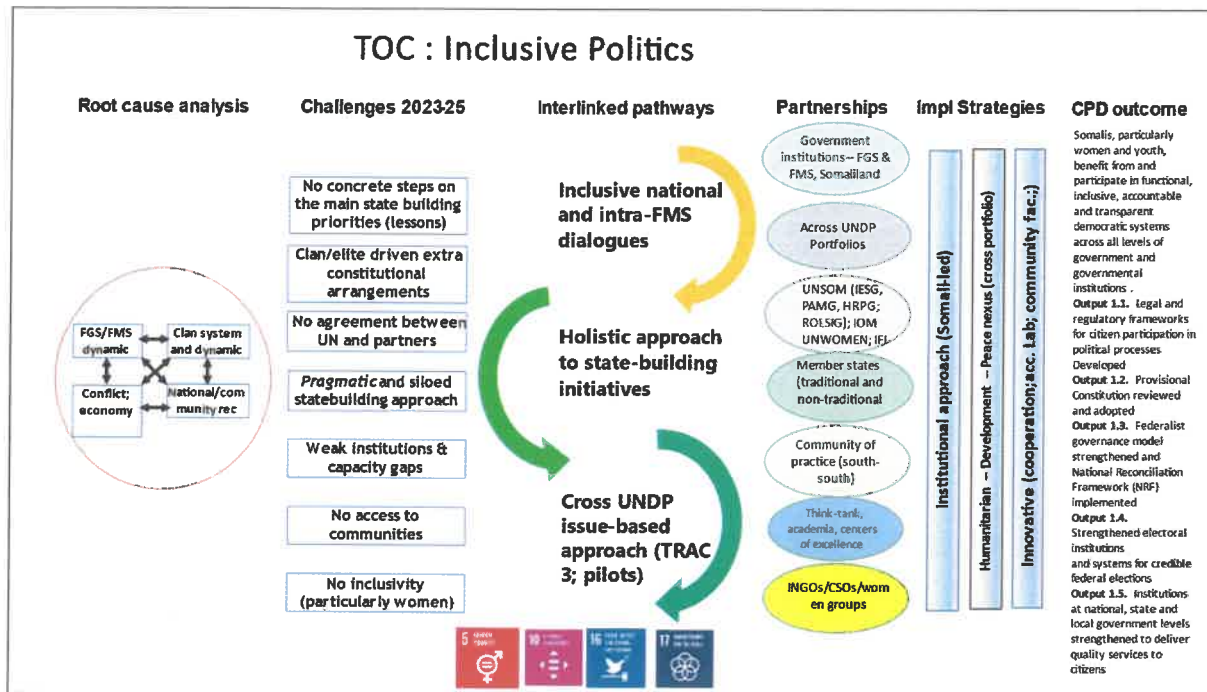 TOC : Inclusive Politics
Root cause analysis
FGS/FMS
dynamic
Clan system
and dynamic
Conflict;
economy
National/com
munity rec
Challenges 2023-25
No concrete steps on
the main state building
priorities (lessons)
Clan/elite driven extra
constitutional
arrangements
No agreement between
UN and partners
Pragmatic and siloed
statebuilding approach
Weak institutions &
capacity gaps
No access to
communities
No inclusivity
(particularly women)
Interlinked pathways
Inclusive national
and intra-FMS
dialogues
Holistic approach
to state-building
initiatives
Cross UNDP
issue-based
approach (TRAC
3; pilots)
5
10
16
17
Partnerships
Government
institutions– FGS &
FMS, Somaliland
Across UNDP
Portfolios
UNSOM (IESG,
PAMG, HRPG;
ROLSIG); IOM
UNWOMEN; IFI
Member states
(traditional and
non-traditional
Community of
practice (south-
south)
Think-tank,
academia, centers
of excellence
INGOs/CSOs/wom
en groups
Impl Strategies
Institutional approach (Somali-led)
Humanitarian – Development – Peace nexus (cross portfolio)
Innovative (cooperation;acc. Lab; community fac.;;)
CPD outcome
Somalis, particularly
women and youth,
benefit from and
participate in functional,
inclusive, accountable
and transparent
democratic systems
across all levels of
government and
governmental
institutions .
Output 1.1. Legal and
regulatory frameworks
for citizen participation in
political processes
Developed
Output 1.2. Provisional
Constitution reviewed
and adopted
Output 1.3. Federalist
governance model
strengthened and
National Reconciliation
Framework (NRF)
implemented
Output 1.4.
Strengthened electoral
institutions
and systems for credible
federal elections
Output 1.5. Institutions
at national, state and
local government levels
strengthened to deliver
quality services to
citizens